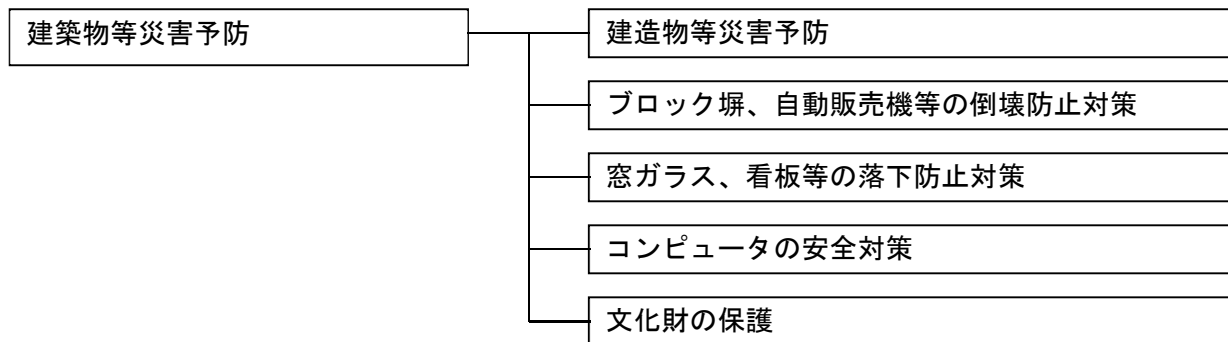 建築物等災害予防
建造物等災害予防
ブロック塀、自動販売機等の倒壊防止対策
窓ガラス、看板等の落下防止対策
コンピュータの安全対策
文化財の保護